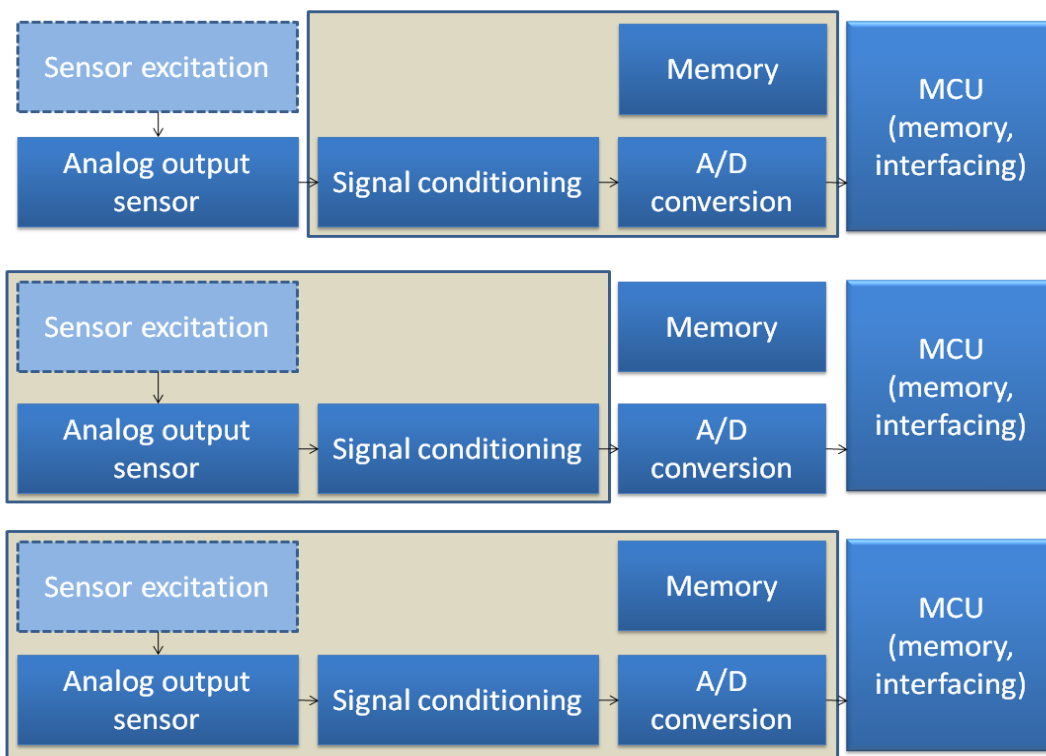 Sensor excitation
Memory
MCU
(memory,
interfacing)
Analog output
sensor
Signal conditioning
A/D
conversion
Sensor excitation
Memory
MCU
(memory,
interfacing)
Analog output
sensor
Signal conditioning
A/D
conversion
Sensor excitation
Memory
MCU
(memory,
interfacing)
Analog output
sensor
Signal conditioning
A/D
conversion